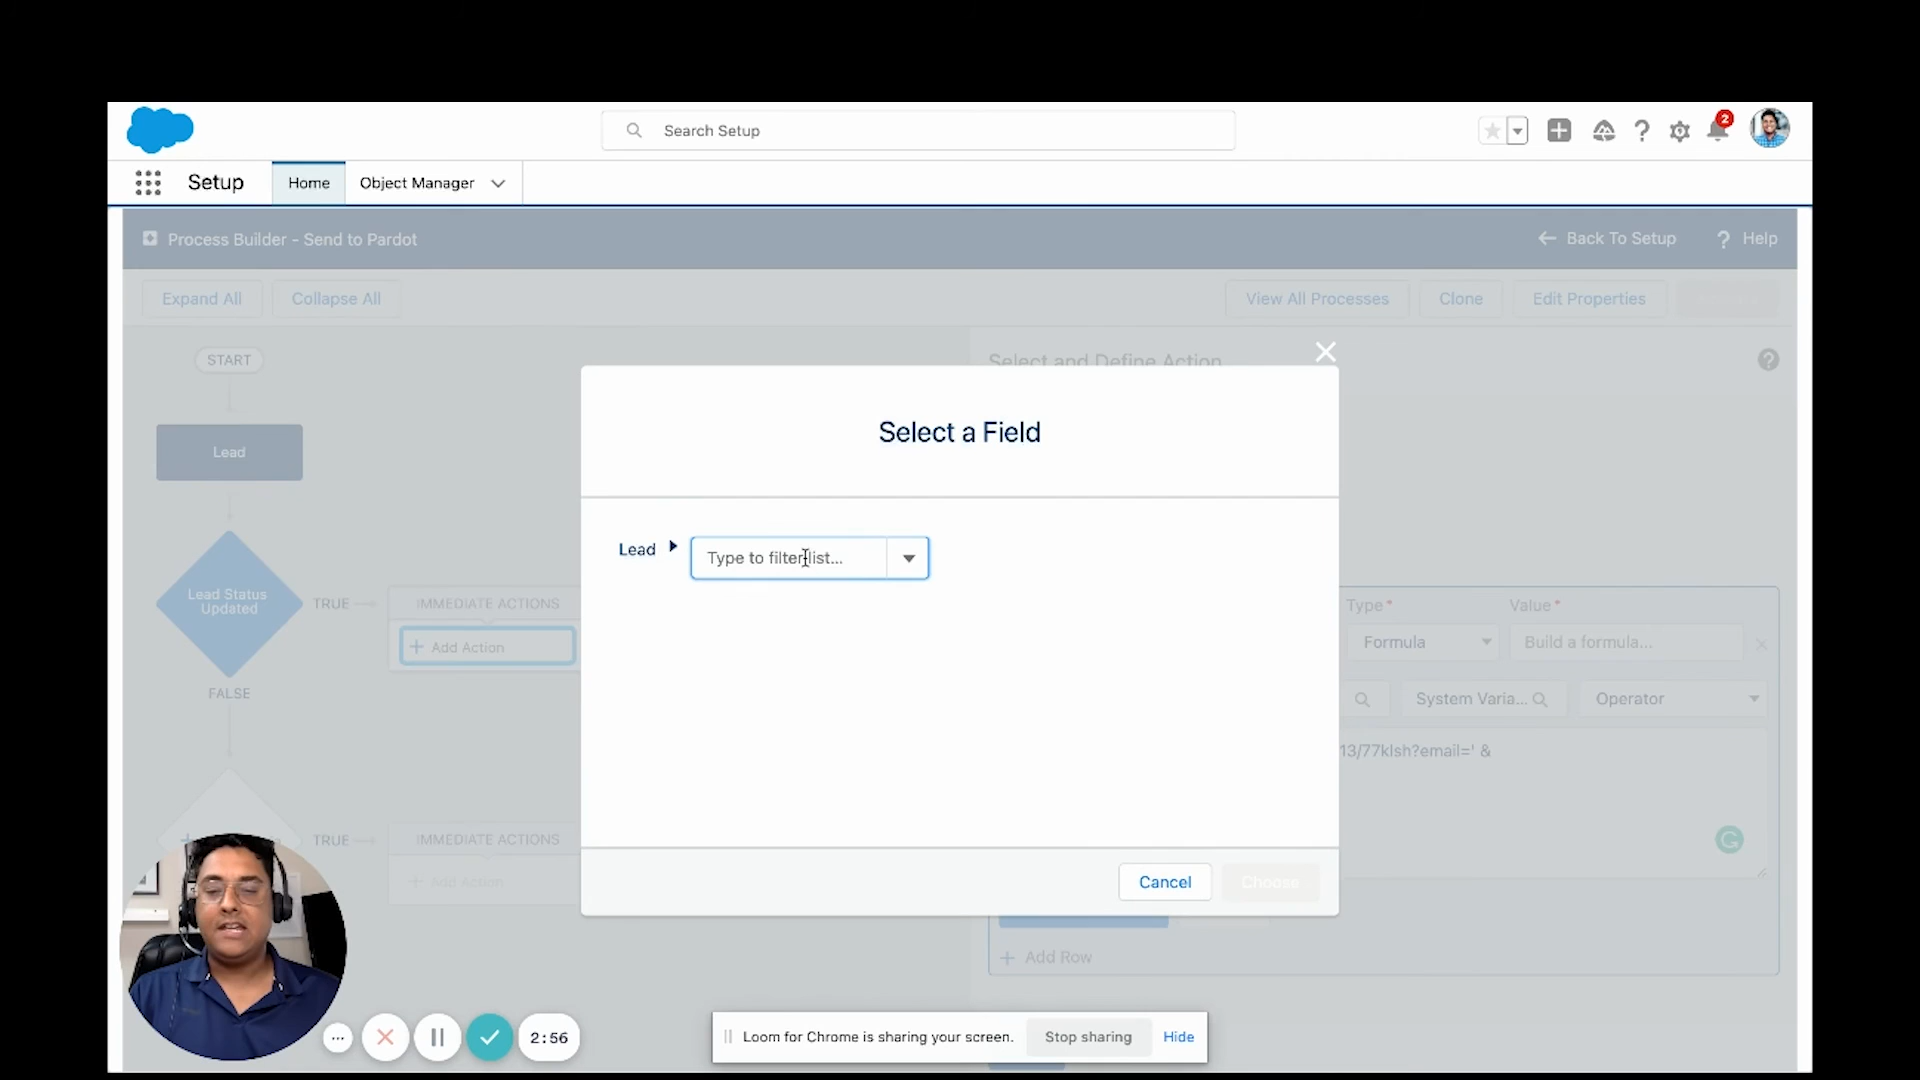 Search Setup
2
Setup
Home
Object Manager
Process Builder - Send to Pardot
Back To Setup
? Help
Expand All
Collapse All
View All Processes
Clone
Edit Properties
START
Select and Define Action
Lead
Select a Field
Lead
Type to filter list...
Lead Status
Updated
TRUE
IMMEDIATE ACTIONS
+ Add Action
FALSE
Type*
Value*
Formula
Build a formula...
System Varia...
Operator
13/77klsh?email=' &
TRUE
IMMEDIATE ACTIONS
+ Add Action
Cancel
Choose
+ Add Row
2:56
Loom for Chrome is sharing your screen.
Stop sharing
Hide